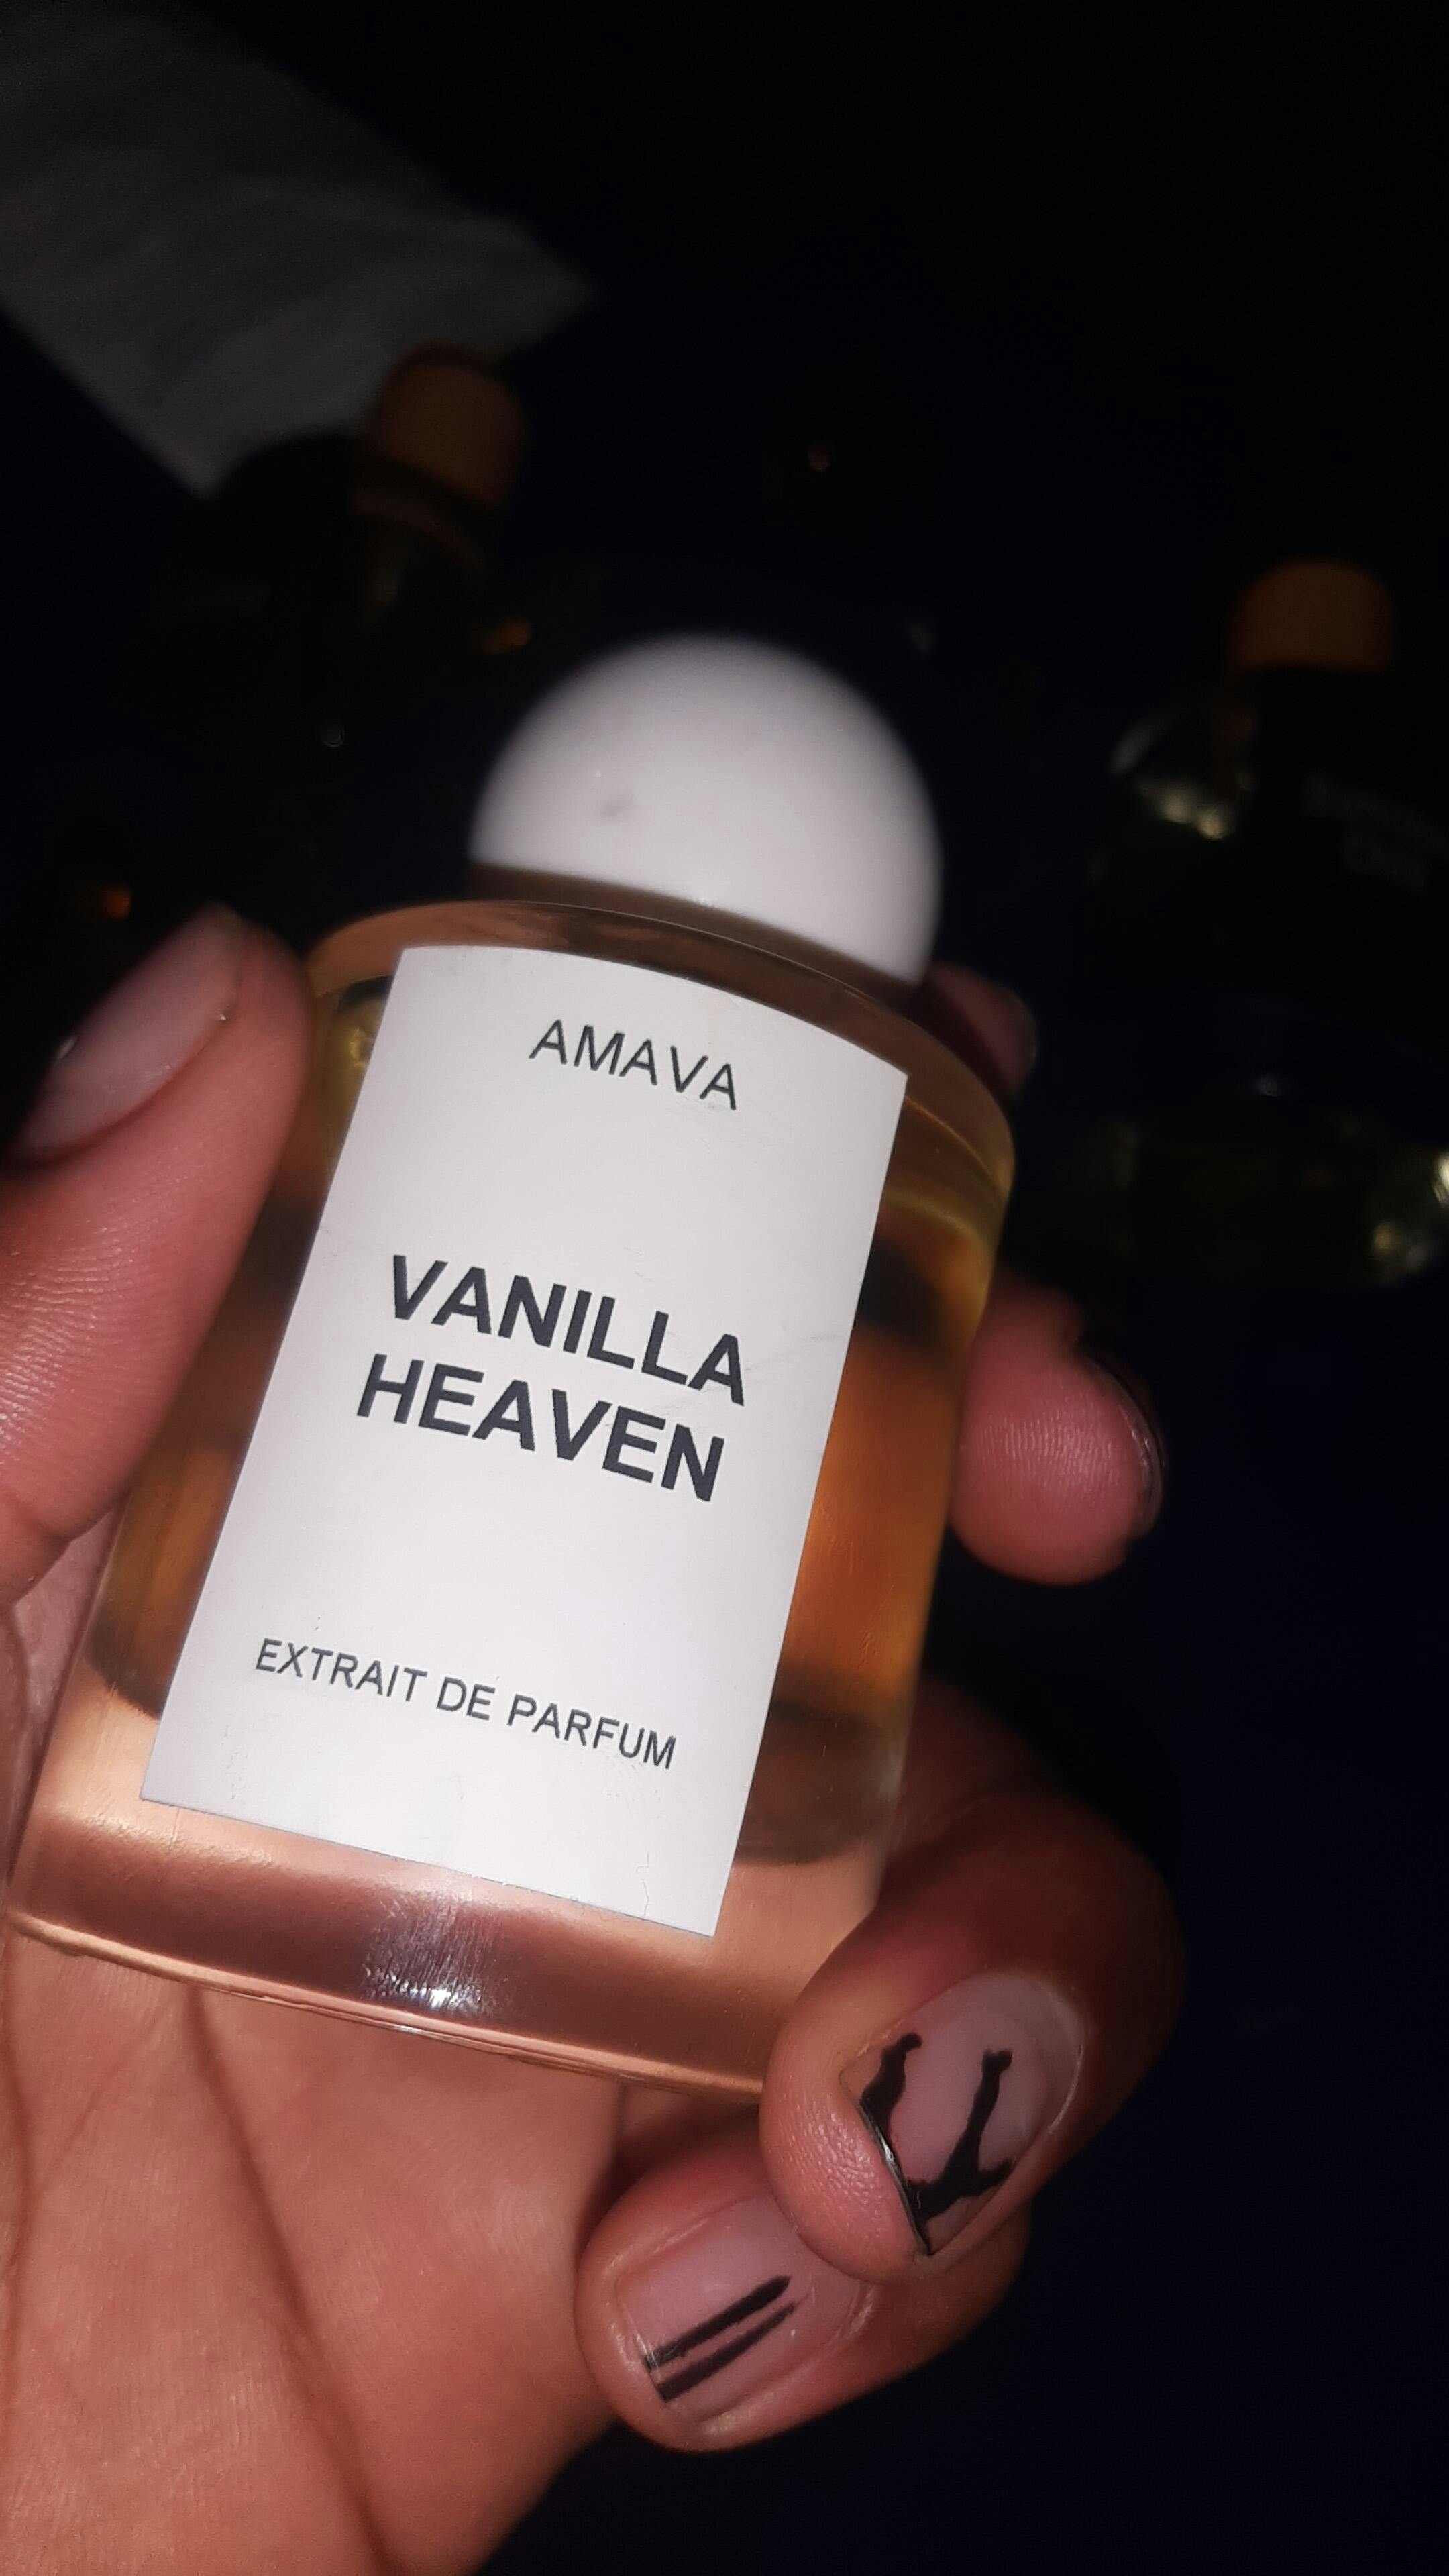 AMAVA
VANILLA
HEAVEN
EXTRAIT DE PARFUM